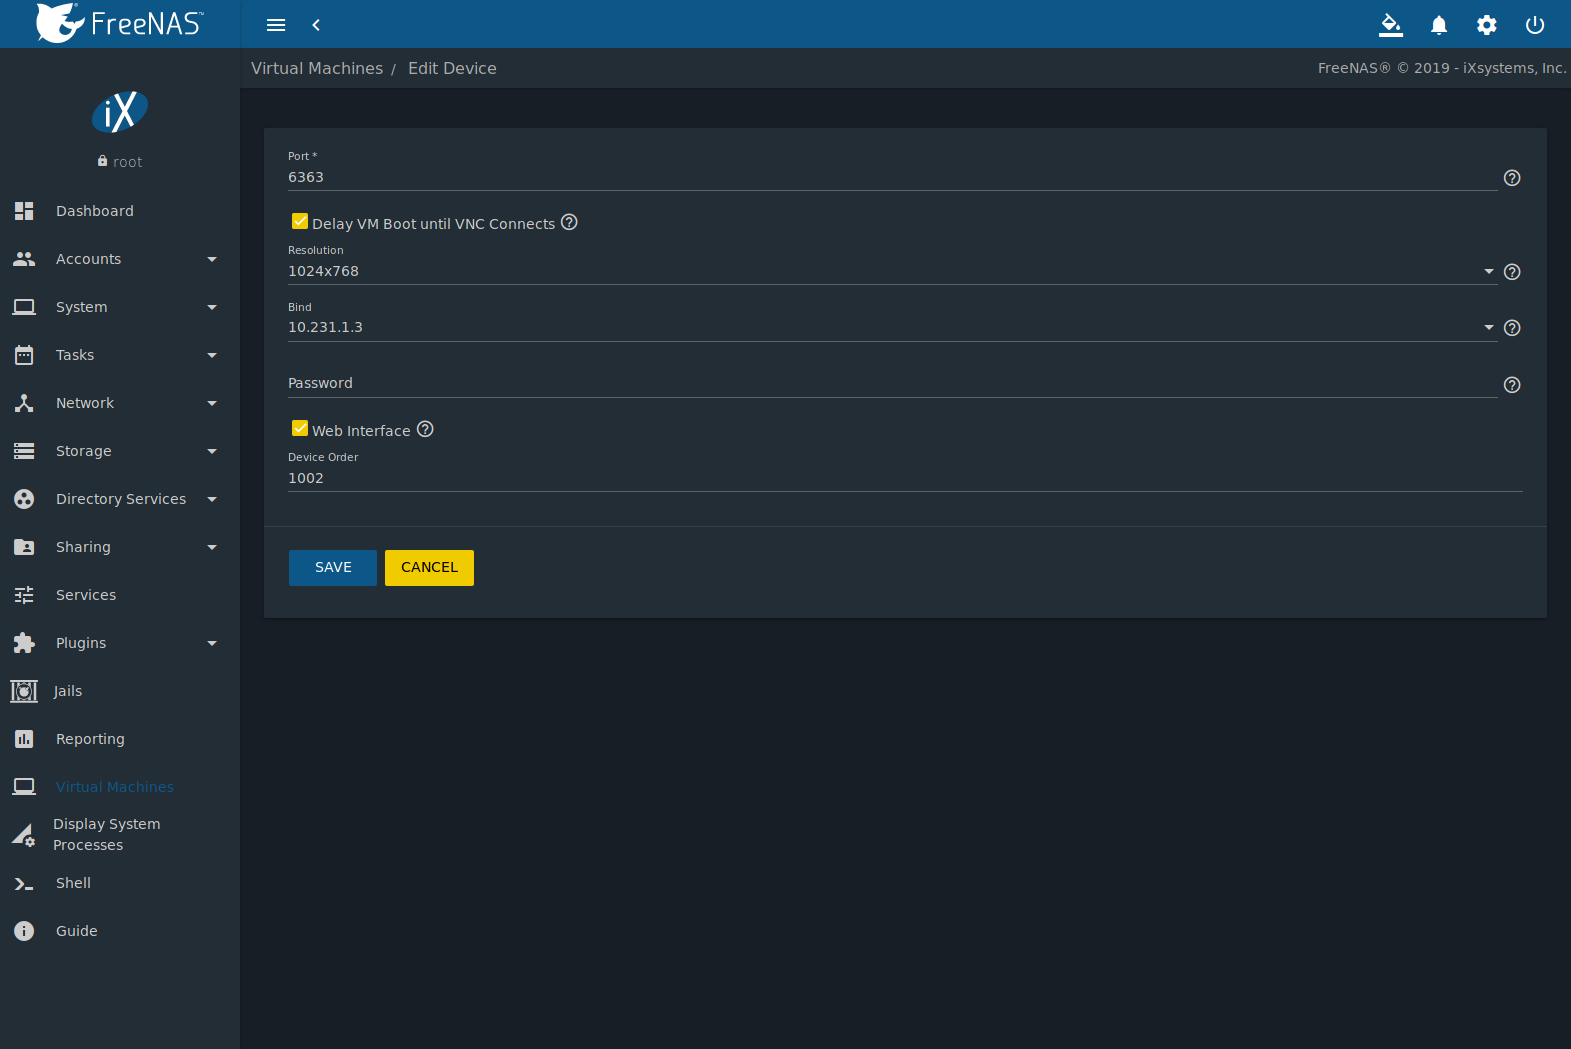 FreeNAS™
Virtual Machines / Edit Device
FreeNAS® © 2019 - iXsystems, Inc.
iX
root
Dashboard
Accounts
System
Tasks
Network
Storage
Directory Services
Sharing
Services
Plugins
Jails
Reporting
Virtual Machines
Display System
Processes
Shell
Guide
Port *
6363
Delay VM Boot until VNC Connects
Resolution
1024x768
Bind
10.231.1.3
Password
Web Interface
Device Order
1002
SAVE CANCEL